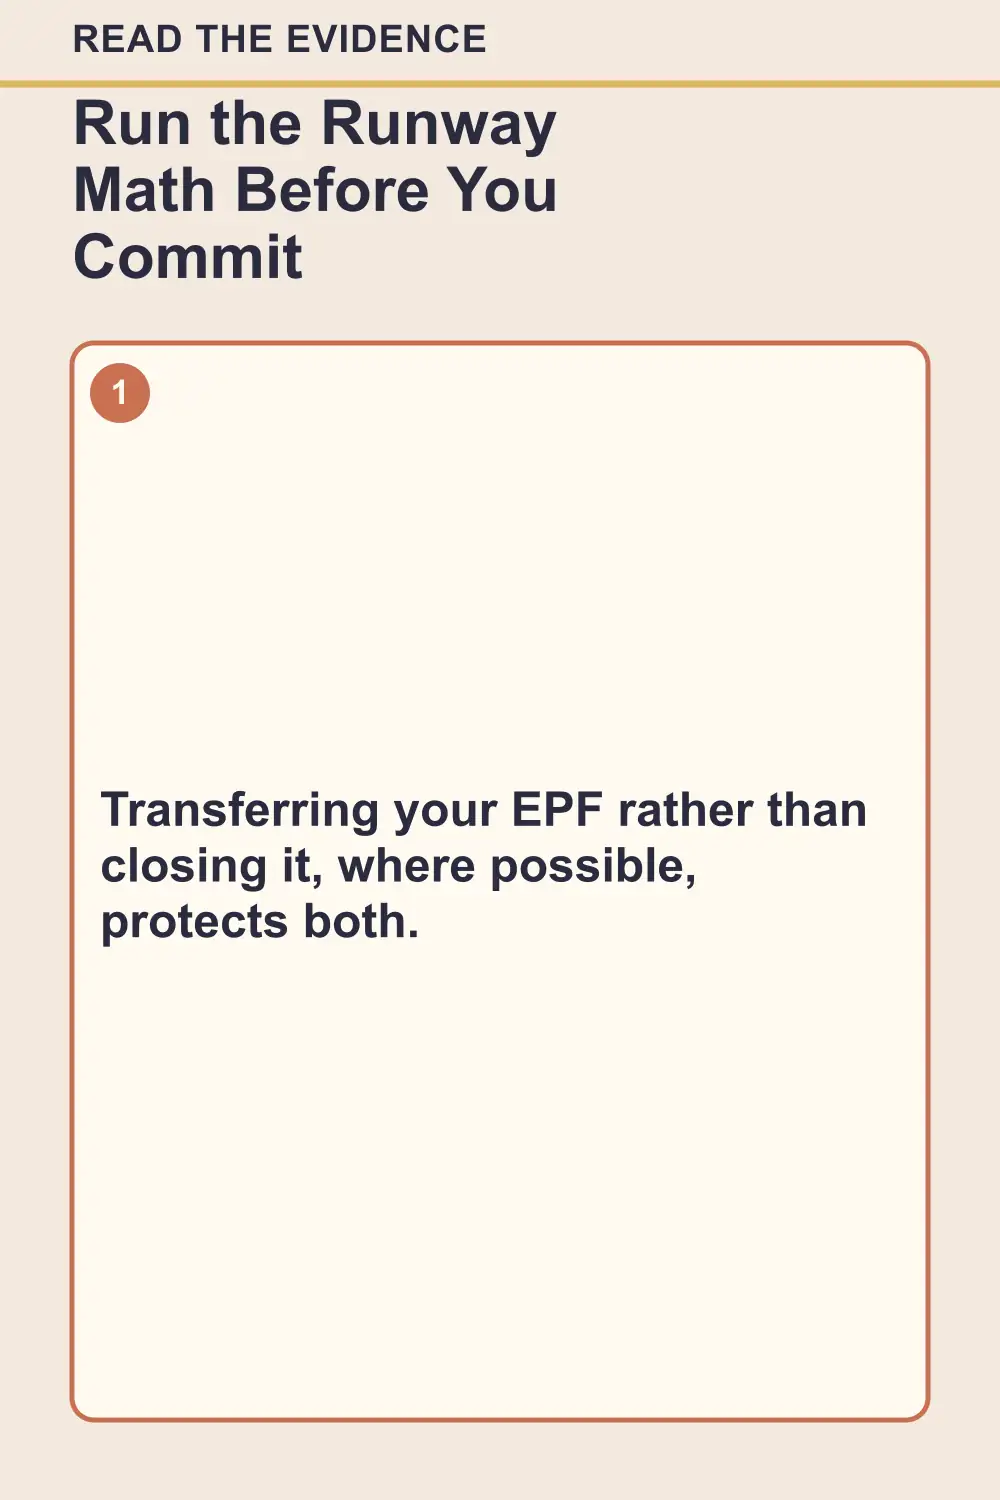 READ THE EVIDENCE
Run the Runway
Math Before You
Commit
1
Transferring your EPF rather than
closing it, where possible,
protects both.